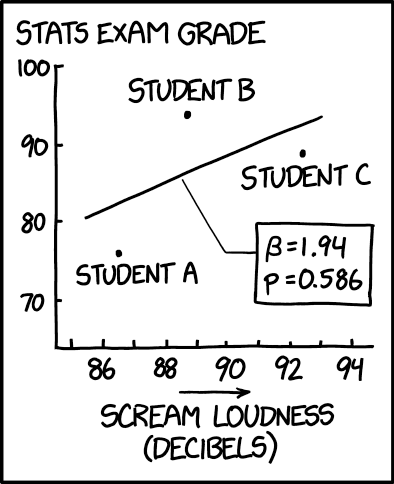 STATS EXAM GRADE
100
STUDENT B
90
STUDENT C
80
β=1.94
p=0.586
STUDENT A
70
86 88 90 92 94
SCREAM LOUDNESS
(DECIBELS)